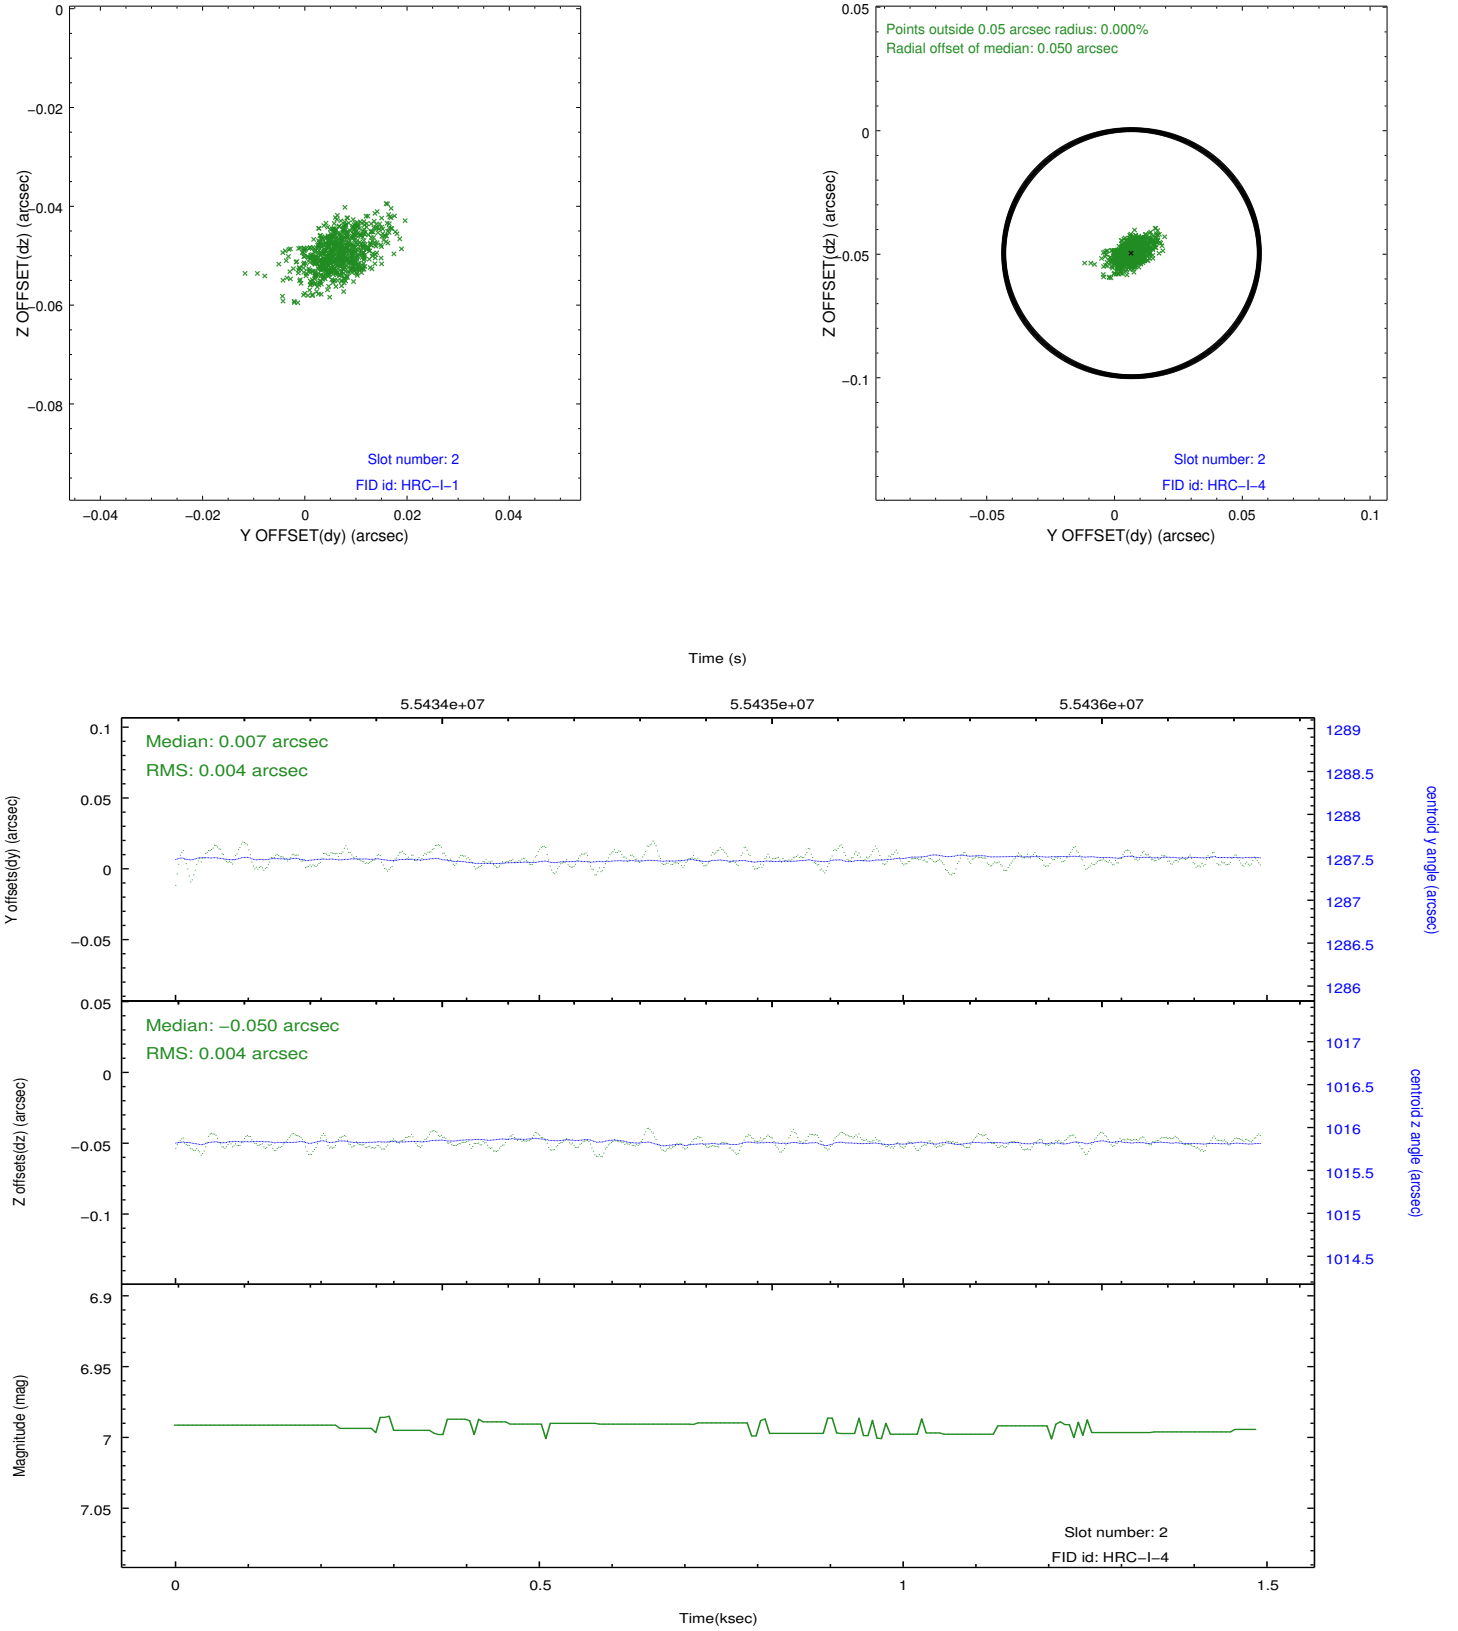 0
−0.02
−0.04
−0.06
−0.08
Z OFFSET(dz) (arcsec)
Slot number: 2
FID id: HRC−I−1
−0.04 −0.02 0 0.02 0.04
Y OFFSET(dy) (arcsec)
0.05
0
−0.05
−0.1
Z OFFSET(dz) (arcsec)
Points outside 0.05 arcsec radius: 0.000%
Radial offset of median: 0.050 arcsec
Slot number: 2
FID id: HRC−I−4
−0.05 0 0.05 0.1
Y OFFSET(dy) (arcsec)
Time (s)
5.5434e+07 5.5435e+07 5.5436e+07
0.1
0.05
0
−0.05
Y offsets(dy) (arcsec)
Median: 0.007 arcsec
RMS: 0.004 arcsec
1289
1288.5
1288
1287.5
1287
1286.5
1286
centroid y angle (arcsec)
0.05
0
−0.05
−0.1
Z offsets(dz) (arcsec)
Median: −0.050 arcsec
RMS: 0.004 arcsec
1017
1016.5
1016
1015.5
1015
1014.5
centroid z angle (arcsec)
6.9
6.95
7
7.05
Magnitude (mag)
Slot number: 2
FID id: HRC−I−4
0 0.5 1 1.5
Time(ksec)